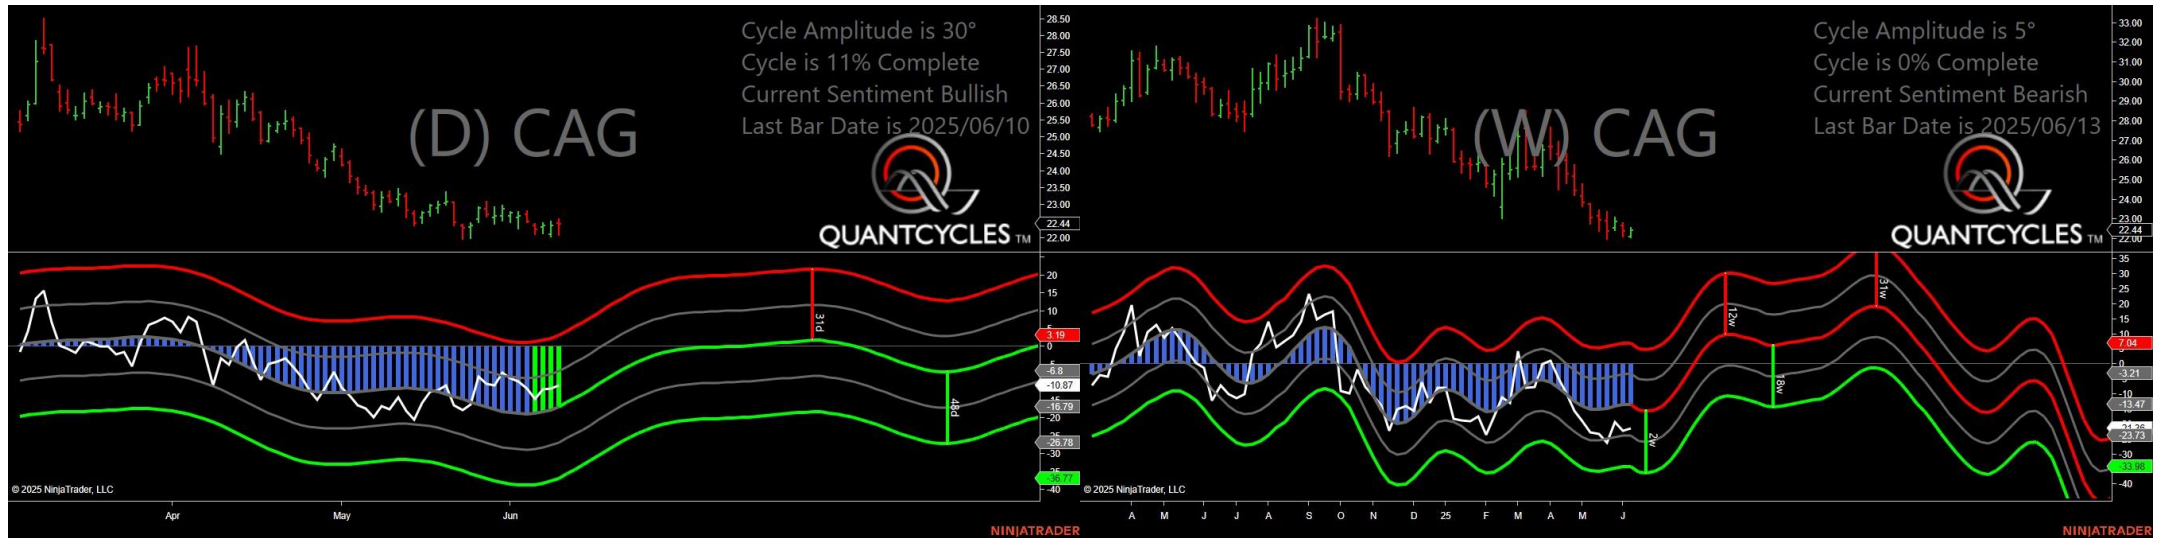 Cycle Amplitude is 30°
Cycle is 11% Complete
Current Sentiment Bullish
Last Bar Date is 2025/06/10
(D) CAG
QUANTCYCLES TM
28.50
28.00
27.50
27.00
26.50
26.00
25.50
25.00
24.50
24.00
23.50
23.00
22.44
22.00
31d
48d
20
15
10
5
3.19
0
-6.8
-10.87
-15
-16.79
-20
-26.78
-30
-36.77
-40
© 2025 NinjaTrader, LLC
Apr May Jun
NINJATRADER
Cycle Amplitude is 5°
Cycle is 0% Complete
Current Sentiment Bearish
Last Bar Date is 2025/06/13
(W) CAG
QUANTCYCLES TM
33.00
32.00
31.00
30.00
29.00
28.00
27.00
26.00
25.00
24.00
23.00
22.44
22.00
12w
31w
18w
2w
35
30
25
20
15
10
7.04
0
-3.21
-10
-13.47
-23.73
-30
-33.98
-40
© 2025 NinjaTrader, LLC
A M J J A S O N D 25 F M A M J
NINJATRADER